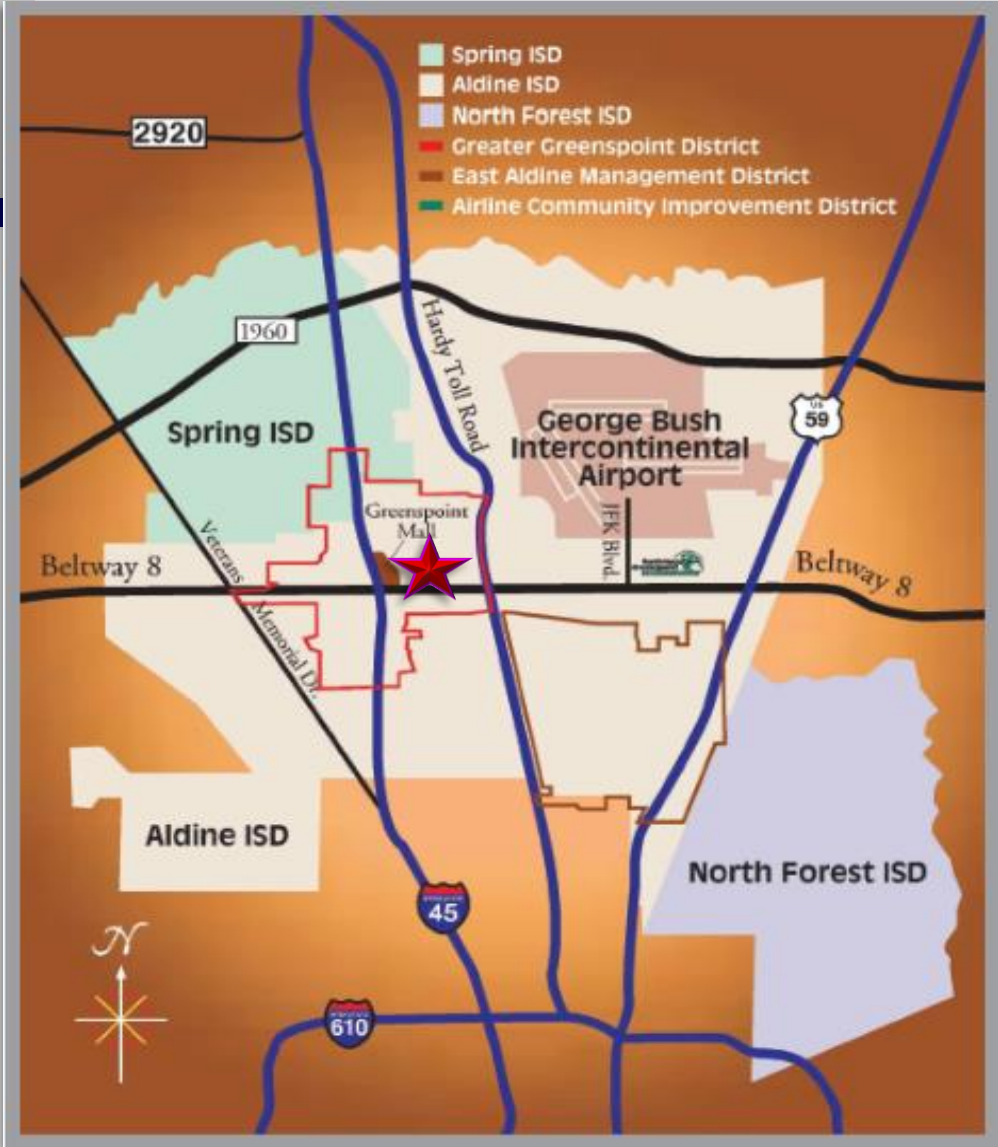 Spring ISD
Aldine ISD
North Forest ISD
Greater Greenspoint District
East Aldine Management District
Airline Community Improvement District
2920
1960
Hardy Toll Road
Spring ISD
George Bush
Intercontinental
Airport
US
59
Greenspoint
Mall
JFK Blvd.
Veterans
Memorial Dr.
Beltway 8
Beltway 8
Aldine ISD
North Forest ISD
45
N
610